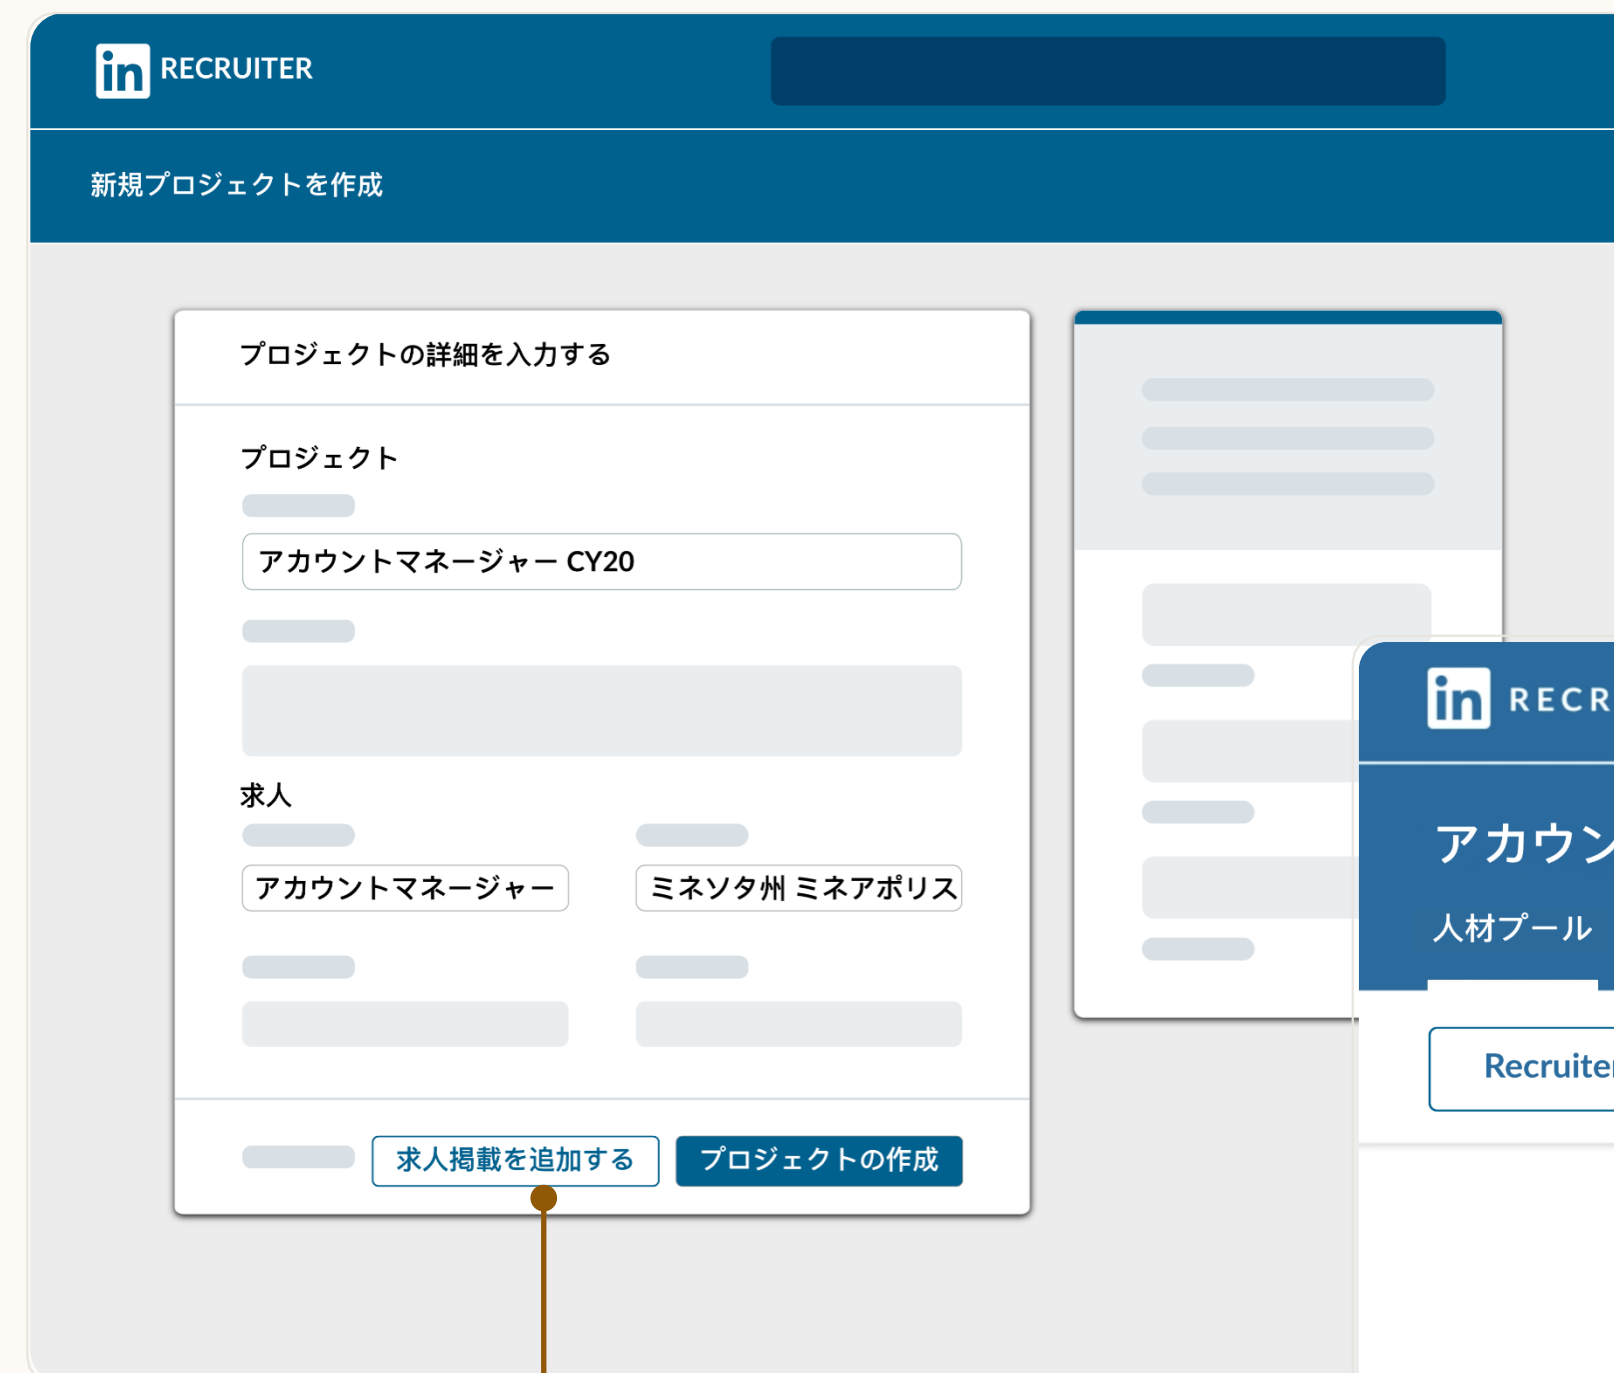 in RECRUITER
新規プロジェクトを作成
プロジェクトの詳細を入力する
プロジェクト
アカウントマネージャー CY20
求人
アカウントマネージャー
ミネソタ州 ミネアポリス
求人掲載を追加する
プロジェクトの作成
in RECR
アカウン
人材プール
Recruiter